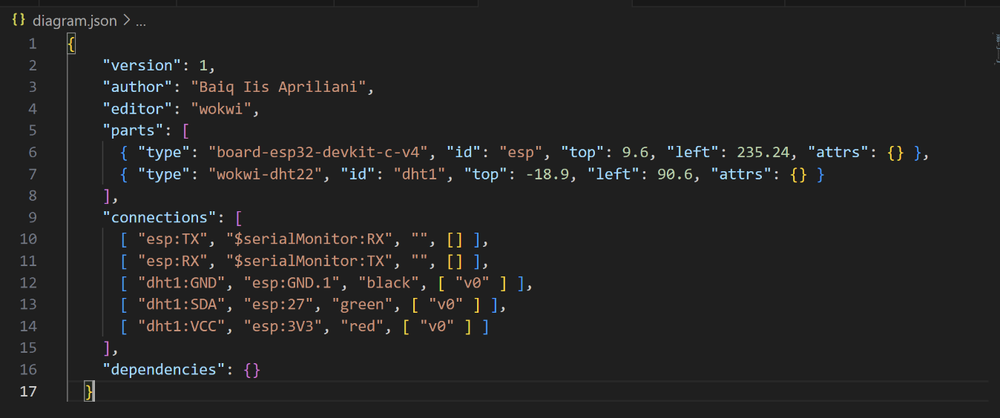 {} diagram.json > ...
1 {
2 "version": 1,
3 "author": "Baiq Iis Apriliani",
4 "editor": "wokwi",
5 "parts": [
6 { "type": "board-esp32-devkit-c-v4", "id": "esp", "top": 9.6, "left": 235.24, "attrs": {} },
7 { "type": "wokwi-dht22", "id": "dht1", "top": -18.9, "left": 90.6, "attrs": {} }
8 ],
9 "connections": [
10 [ "esp:TX", "$serialMonitor:RX", "", [] ],
11 [ "esp:RX", "$serialMonitor:TX", "", [] ],
12 [ "dht1:GND", "esp:GND.1", "black", [ "v0" ] ],
13 [ "dht1:SDA", "esp:27", "green", [ "v0" ] ],
14 [ "dht1:VCC", "esp:3V3", "red", [ "v0" ] ]
15 ],
16 "dependencies": {}
17 }